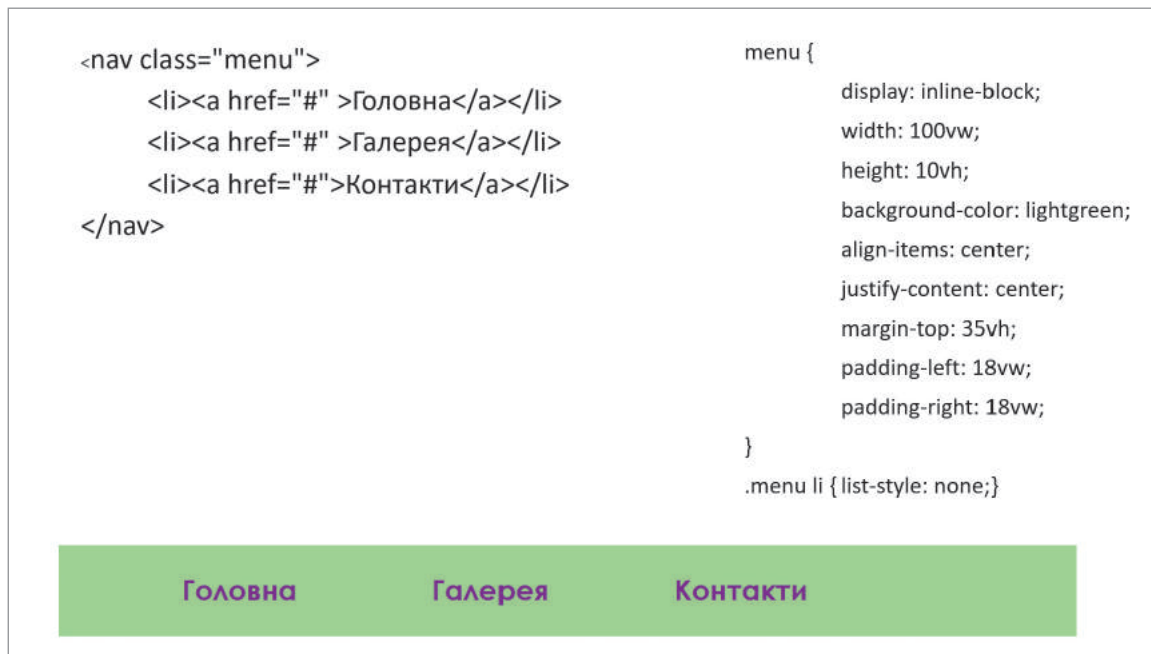 <nav class="menu">
<li><a href="#" >Головна</a></li>
<li><a href="#" >Галерея</a></li>
<li><a href="#">Контакти</a></li>
</nav>
menu {
display: inline-block;
width: 100vw;
height: 10vh;
background-color: lightgreen;
align-items: center;
justify-content: center;
margin-top: 35vh;
padding-left: 18vw;
padding-right: 18vw;
}
.menu li { list-style: none;}
Головна Галерея Контакти